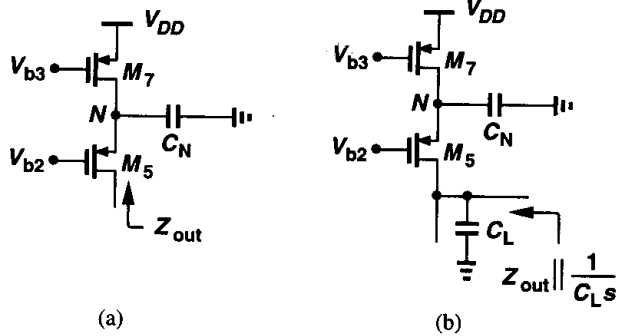 V_DD
V_b3
M_7
N
C_N
V_b2
M_5
Z_out
(a)
V_DD
V_b3
M_7
N
C_N
V_b2
M_5
C_L
Z_out || 1/(C_L s)
(b)